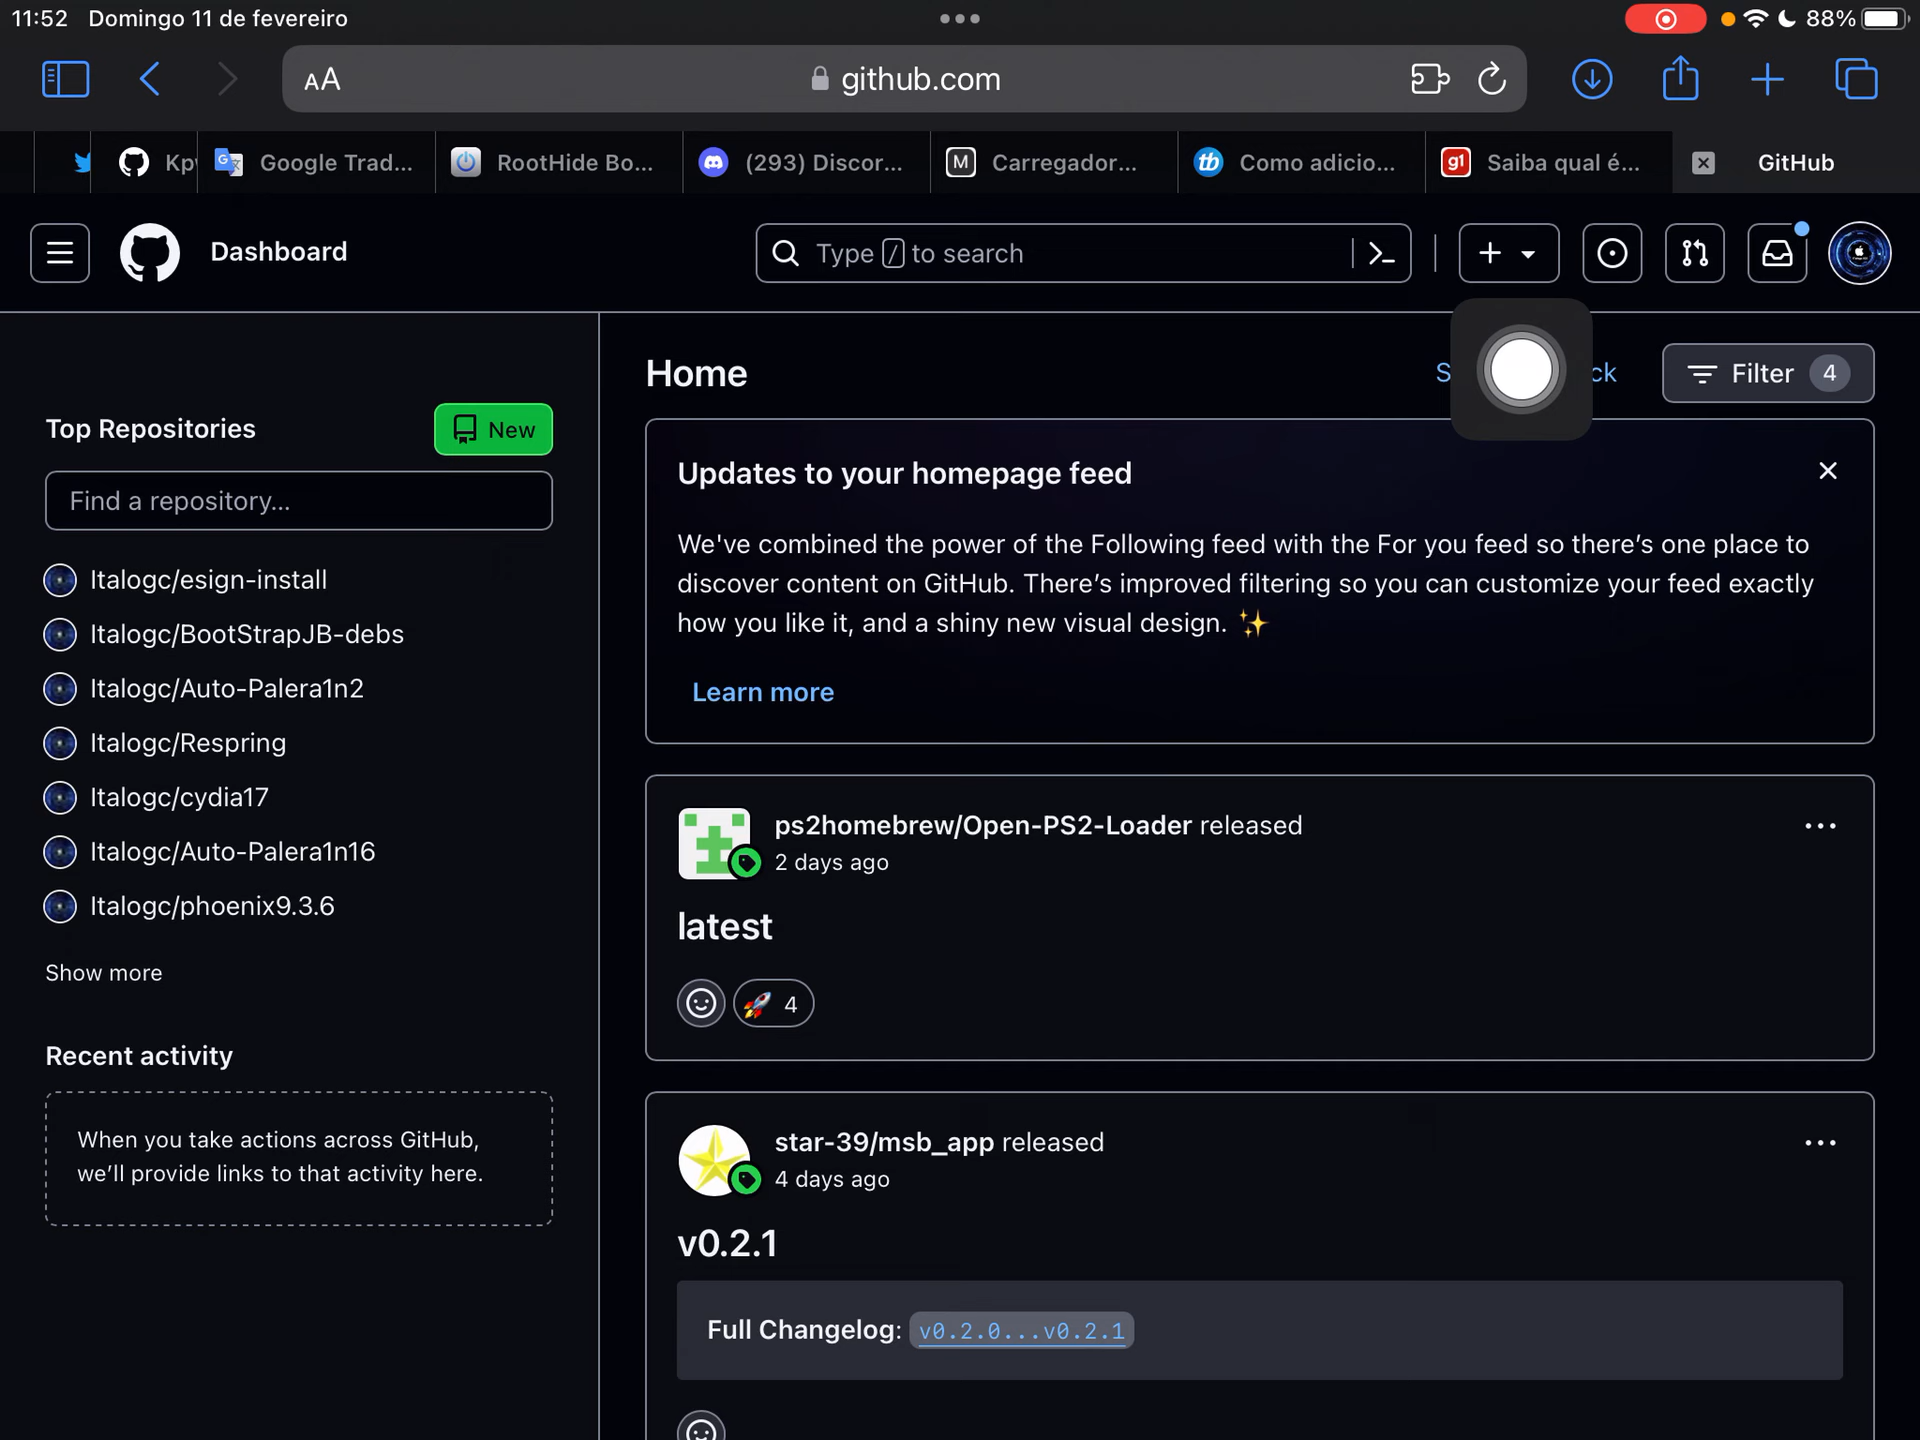 11:52 Domingo 11 de fevereiro
88%
AA github.com
Kp Google Trad... RootHide Bo... (293) Discor... Carregador... Como adicio... Saiba qual é... GitHub
Dashboard
Type / to search
Home
Filter 4
Top Repositories
New
Find a repository...
Italogc/esign-install
Italogc/BootStrapJB-debs
Italogc/Auto-Palera1n2
Italogc/Respring
Italogc/cydia17
Italogc/Auto-Palera1n16
Italogc/phoenix9.3.6
Show more
Recent activity
When you take actions across GitHub,
we’ll provide links to that activity here.
Updates to your homepage feed
We've combined the power of the Following feed with the For you feed so there’s one place to
discover content on GitHub. There’s improved filtering so you can customize your feed exactly
how you like it, and a shiny new visual design. ✨
Learn more
ps2homebrew/Open-PS2-Loader released
2 days ago
latest
🚀 4
star-39/msb_app released
4 days ago
v0.2.1
Full Changelog: v0.2.0...v0.2.1